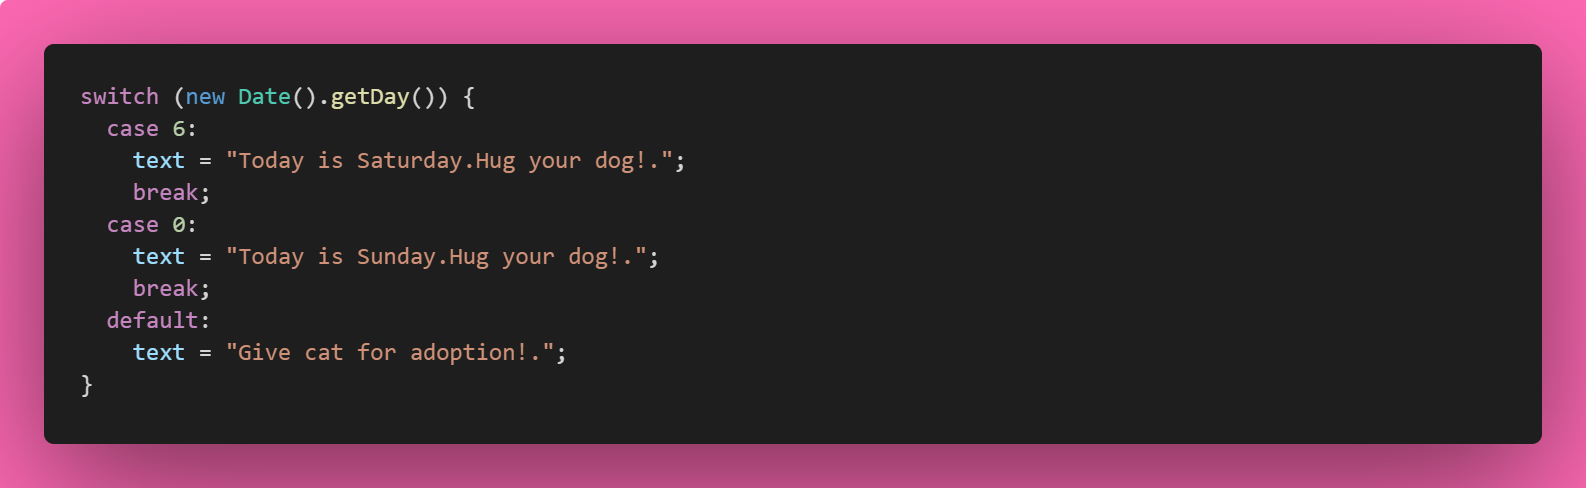 switch (new Date().getDay()) {
  case 6:
    text = "Today is Saturday.Hug your dog!.";
    break;
  case 0:
    text = "Today is Sunday.Hug your dog!.";
    break;
  default:
    text = "Give cat for adoption!.";
}